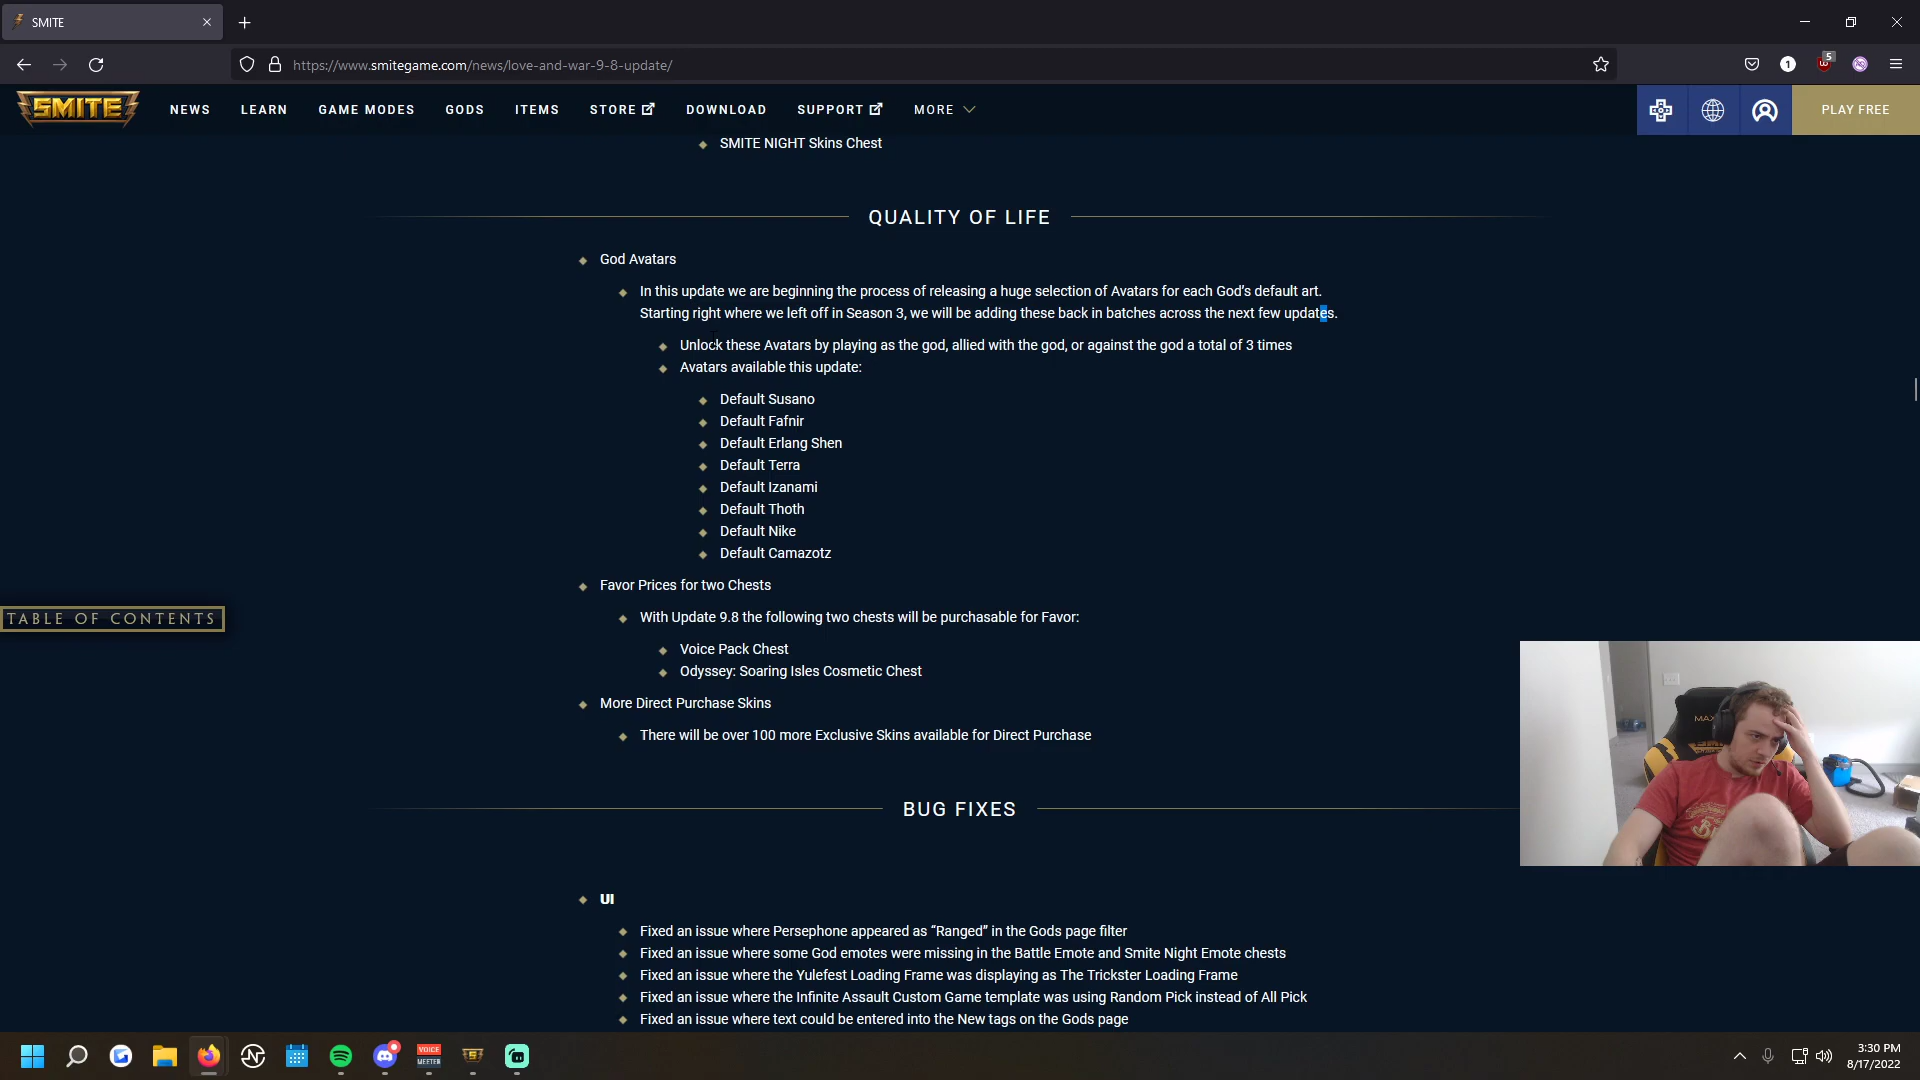 SMITE
https://www.smitegame.com/news/love-and-war-9-8-update/
1
5
SMITE
NEWS
LEARN
GAME MODES
GODS
ITEMS
STORE
DOWNLOAD
SUPPORT
MORE
PLAY FREE
SMITE NIGHT Skins Chest
QUALITY OF LIFE
God Avatars
In this update we are beginning the process of releasing a huge selection of Avatars for each God's default art.
Starting right where we left off in Season 3, we will be adding these back in batches across the next few updates.
Unlock these Avatars by playing as the god, allied with the god, or against the god a total of 3 times
Avatars available this update:
Default Susano
Default Fafnir
Default Erlang Shen
Default Terra
Default Izanami
Default Thoth
Default Nike
Default Camazotz
Favor Prices for two Chests
With Update 9.8 the following two chests will be purchasable for Favor:
TABLE OF CONTENTS
Voice Pack Chest
Odyssey: Soaring Isles Cosmetic Chest
More Direct Purchase Skins
There will be over 100 more Exclusive Skins available for Direct Purchase
BUG FIXES
UI
Fixed an issue where Persephone appeared as “Ranged” in the Gods page filter
Fixed an issue where some God emotes were missing in the Battle Emote and Smite Night Emote chests
Fixed an issue where the Yulefest Loading Frame was displaying as The Trickster Loading Frame
Fixed an issue where the Infinite Assault Custom Game template was using Random Pick instead of All Pick
Fixed an issue where text could be entered into the New tags on the Gods page
VOICE
MEETER
3:30 PM
8/17/2022